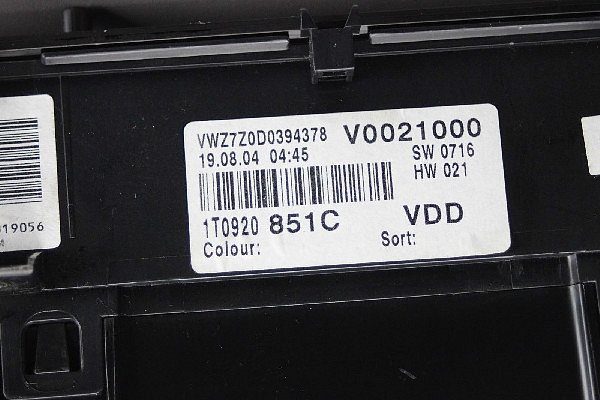 VWZ7Z0D0394378 V0021000
19.08.04 04:45 SW 0716
HW 021
1T0920 851C VDD
Colour: Sort:
19056